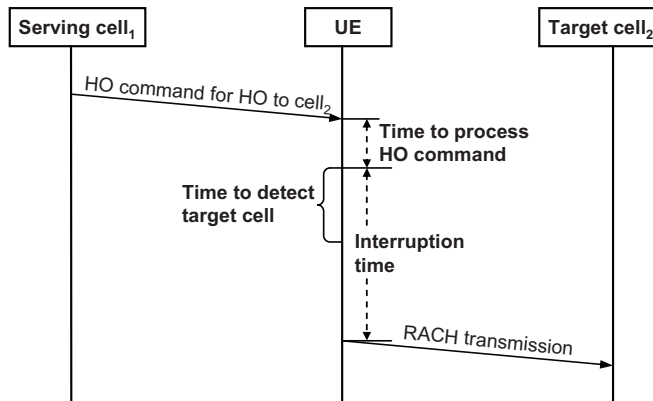 Serving cell₁
UE
Target cell₂
HO command for HO to cell₂
Time to process
HO command
Time to detect
target cell
Interruption
time
RACH transmission